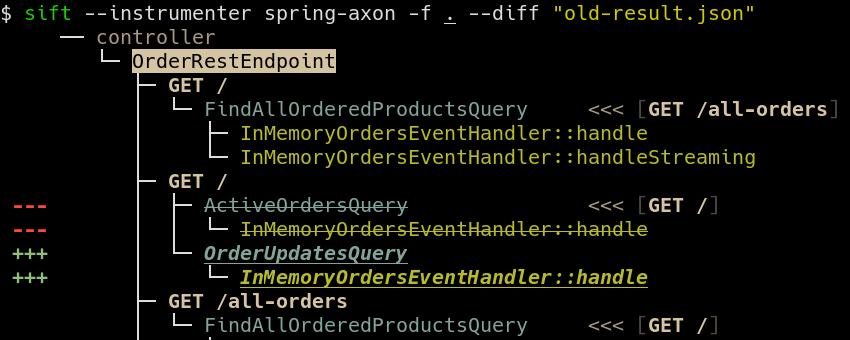 $ sift --instrumenter spring-axon -f . --diff "old-result.json"
controller
OrderRestEndpoint
GET /
FindAllOrderedProductsQuery <<< [GET /all-orders]
InMemoryOrdersEventHandler::handle
InMemoryOrdersEventHandler::handleStreaming
GET /
--- ActiveOrdersQuery <<< [GET /]
--- InMemoryOrdersEventHandler::handle
+++ OrderUpdatesQuery
+++ InMemoryOrdersEventHandler::handle
GET /all-orders
FindAllOrderedProductsQuery <<< [GET /]